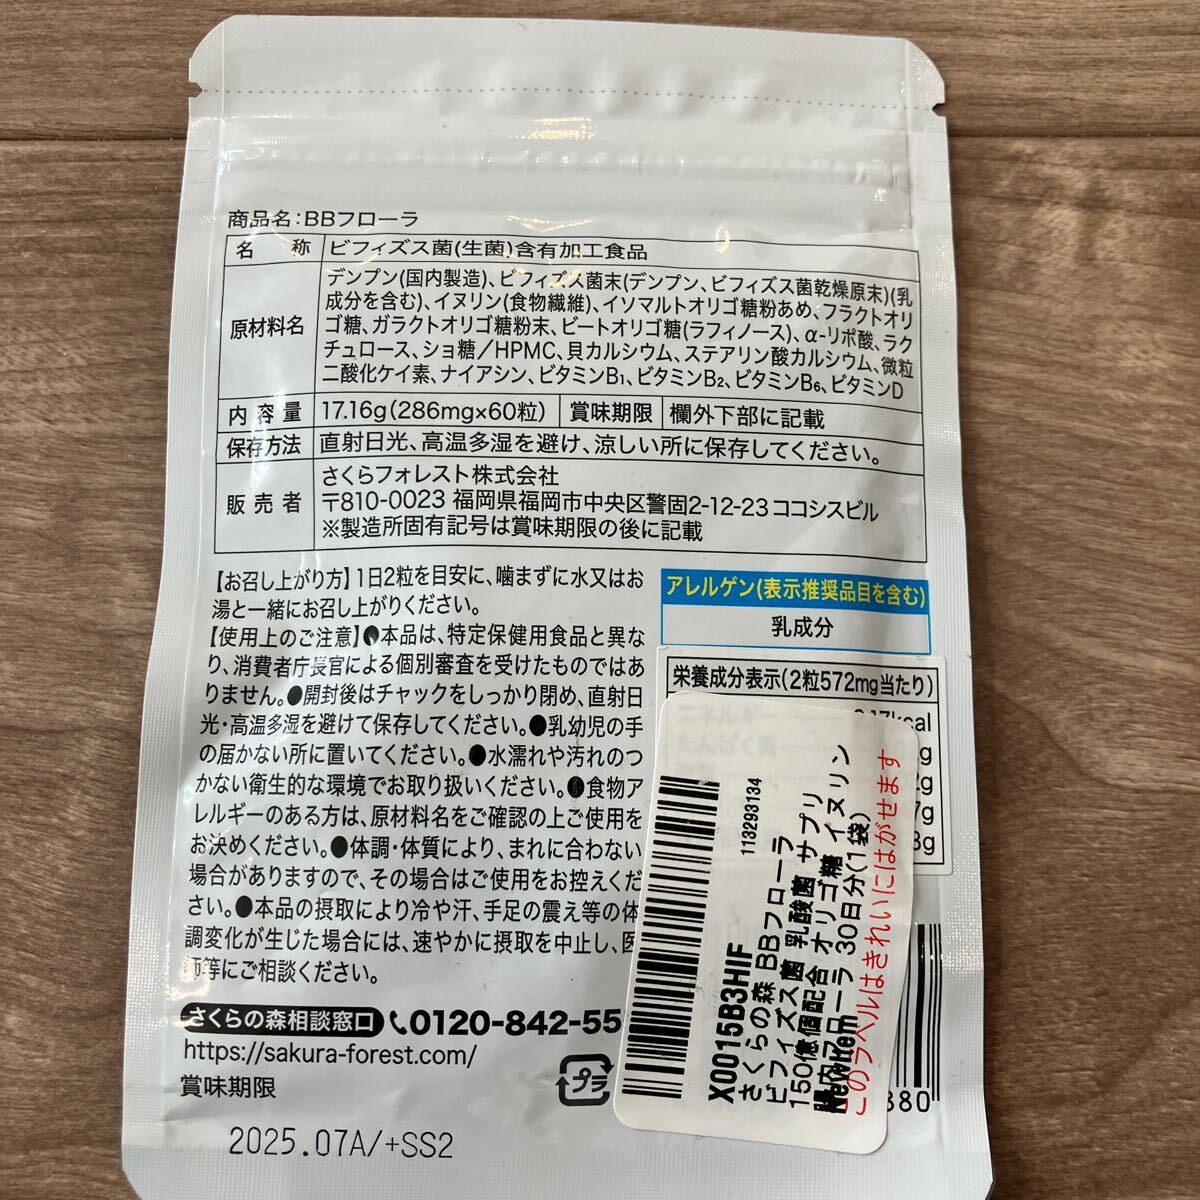 商品名:BBフローラ
名称 ビフィズス菌(生菌)含有加工食品
原材料名 デンプン(国内製造)、ビフィズス菌末(デンプン、ビフィズス菌乾燥原末)(乳
成分を含む)、イヌリン(食物繊維)、イソマルトオリゴ糖粉あめ、フラクトオリ
ゴ糖、ガラクトオリゴ糖粉末、ビートオリゴ糖(ラフィノース)、α-リポ酸、ラク
チュロース、ショ糖/HPMC、貝カルシウム、ステアリン酸カルシウム、微粒
二酸化ケイ素、ナイアシン、ビタミンB₁、ビタミンB₂、ビタミンB₆、ビタミンD
内容量 17.16g(286mg×60粒) 賞味期限 欄外下部に記載
保存方法 直射日光、高温多湿を避け、涼しい所に保存してください。
販売者 さくらフォレスト株式会社
〒810-0023 福岡県福岡市中央区警固2-12-23 ココシスビル
※製造所固有記号は賞味期限の後に記載
【お召し上がり方】1日2粒を目安に、噛まずに水又はお
湯と一緒にお召し上がりください。
【使用上のご注意】●本品は、特定保健用食品と異な
り、消費者庁長官による個別審査を受けたものではあ
りません。●開封後はチャックをしっかり閉め、直射日
光・高温多湿を避けて保存してください。●乳幼児の手
の届かない所に置いてください。●水濡れや汚れのつ
かない衛生的な環境でお取り扱いください。●食物ア
レルギーのある方は、原材料名をご確認の上ご使用を
お決めください。●体調・体質により、まれに合わない
場合がありますので、その場合はご使用をお控えくだ
さい。●本品の摂取により冷や汗、手足の震え等の体
調変化が生じた場合には、速やかに摂取を中止し、医
師等にご相談ください。
さくらの森相談窓口 0120-842-55
https://sakura-forest.com/
賞味期限
プラ
2025.07A/+SS2
アレルゲン(表示推奨品目を含む)
乳成分
栄養成分表示(2粒572mg当たり)
113293134
X0015B3HIF
さくらの森 BBフローラ
ビフィズス菌 乳酸菌 サプリ
150億個配合 オリゴ糖 イヌリン
腸内フローラ 30日分(1袋)
NewItem
このラベルはきれいにはがせます
880